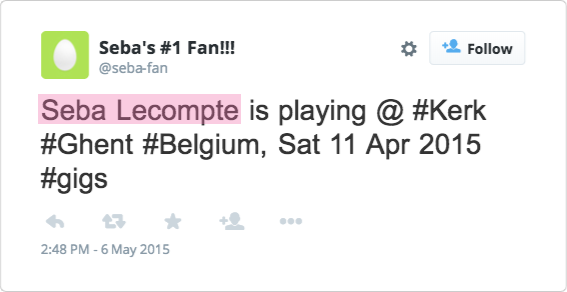 Seba's #1 Fan!!!
Follow
@seba-fan
Seba Lecompte is playing @ #Kerk
#Ghent #Belgium, Sat 11 Apr 2015
#gigs
2:48 PM - 6 May 2015